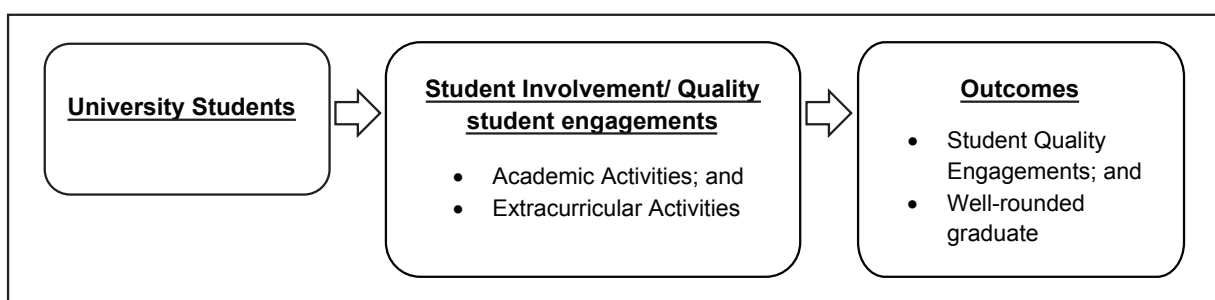 University Students
Student Involvement/ Quality
student engagements
• Academic Activities; and
• Extracurricular Activities
Outcomes
• Student Quality
Engagements; and
• Well-rounded
graduate